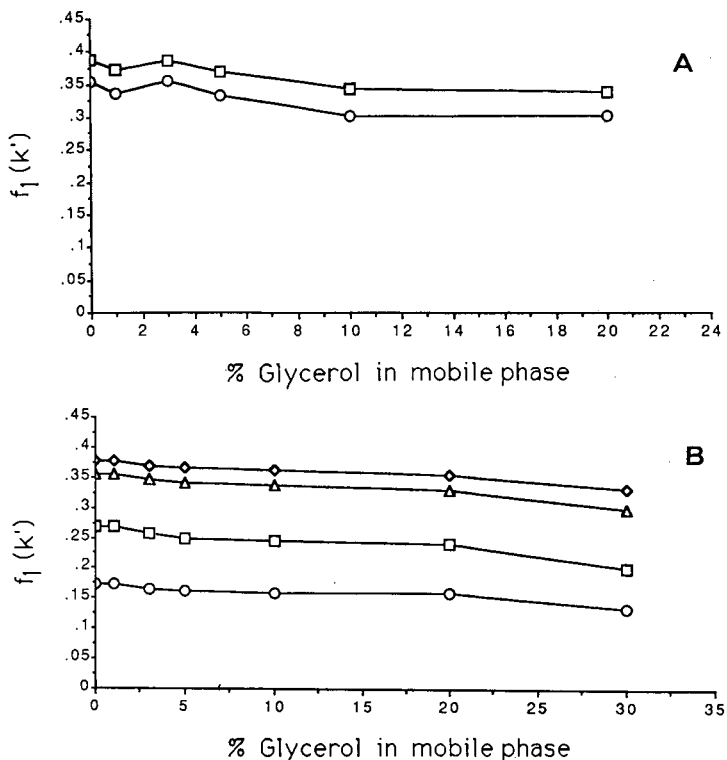 .45
.4
.35
.3
.25
.2
.15
.1
.05
0
f₁ (k')
A
0 2 4 6 8 10 12 14 16 18 20 22 24
% Glycerol in mobile phase
.45
.4
.35
.3
.25
.2
.15
.1
.05
0
f₁ (k')
B
0 5 10 15 20 25 30 35
% Glycerol in mobile phase